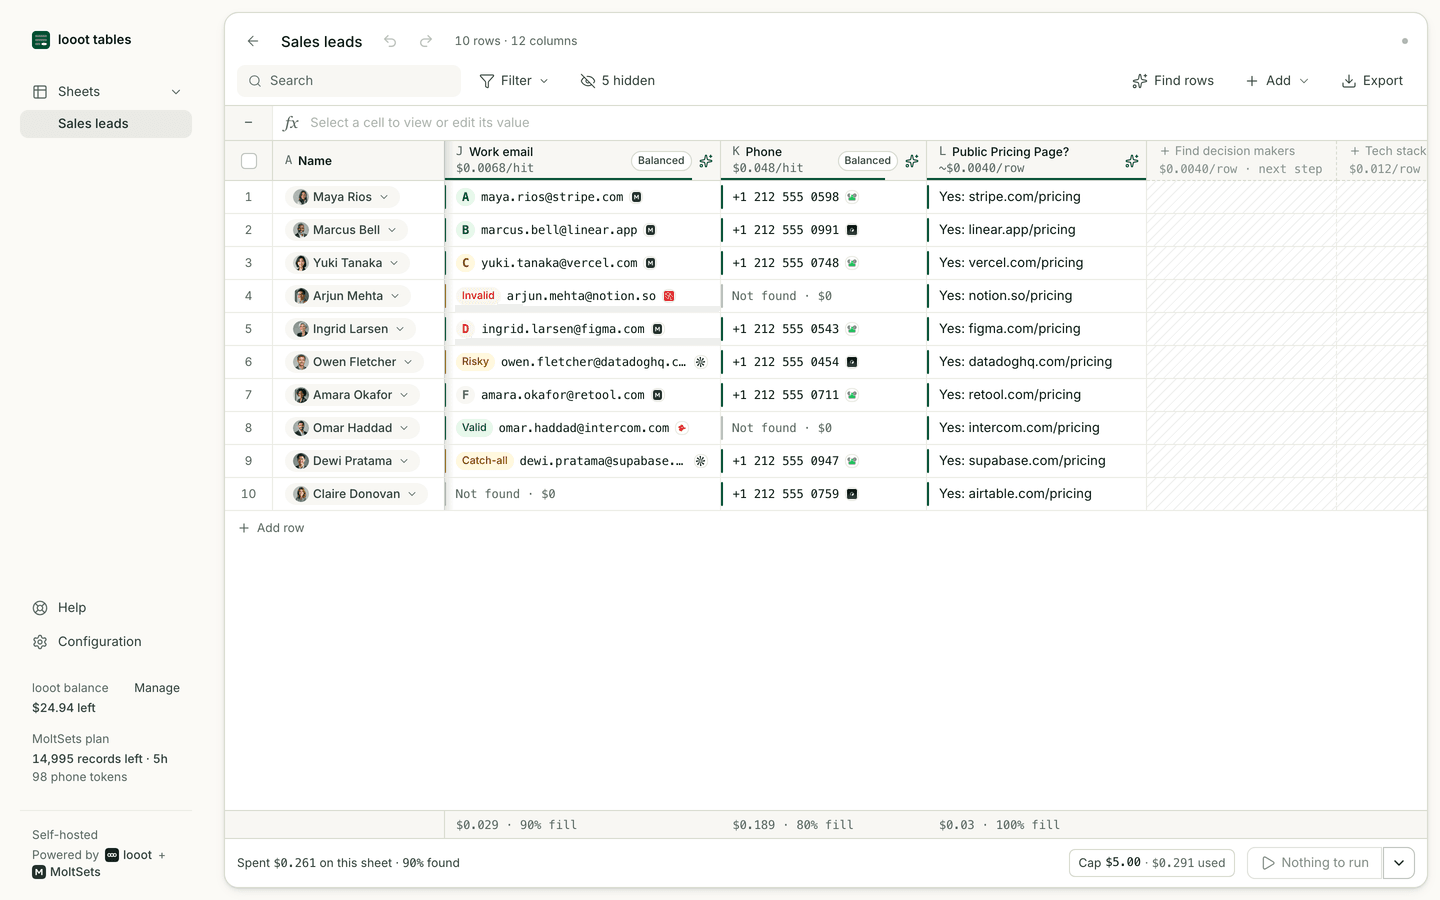 looot tables
Sheets
Sales leads
Help
Configuration
looot balance Manage
$24.94 left
MoltSets plan
14,995 records left · 5h
98 phone tokens
Self-hosted
Powered by looot +
MoltSets
Sales leads 10 rows · 12 columns
Search Filter 5 hidden Find rows + Add Export
− fx Select a cell to view or edit its value
A Name
J Work email
$0.0068/hit
Balanced
K Phone
$0.048/hit
Balanced
L Public Pricing Page?
~$0.0040/row
+ Find decision makers
$0.0040/row · next step
+ Tech stack
$0.012/row
1 Maya Rios A maya.rios@stripe.com M +1 212 555 0598 Yes: stripe.com/pricing
2 Marcus Bell B marcus.bell@linear.app M +1 212 555 0991 Yes: linear.app/pricing
3 Yuki Tanaka C yuki.tanaka@vercel.com M +1 212 555 0748 Yes: vercel.com/pricing
4 Arjun Mehta Invalid arjun.mehta@notion.so Not found · $0 Yes: notion.so/pricing
5 Ingrid Larsen D ingrid.larsen@figma.com M +1 212 555 0543 Yes: figma.com/pricing
6 Owen Fletcher Risky owen.fletcher@datadoghq.c… +1 212 555 0454 Yes: datadoghq.com/pricing
7 Amara Okafor F amara.okafor@retool.com M +1 212 555 0711 Yes: retool.com/pricing
8 Omar Haddad Valid omar.haddad@intercom.com Not found · $0 Yes: intercom.com/pricing
9 Dewi Pratama Catch-all dewi.pratama@supabase.… +1 212 555 0947 Yes: supabase.com/pricing
10 Claire Donovan Not found · $0 +1 212 555 0759 Yes: airtable.com/pricing
+ Add row
$0.029 · 90% fill $0.189 · 80% fill $0.03 · 100% fill
Spent $0.261 on this sheet · 90% found Cap $5.00 · $0.291 used Nothing to run